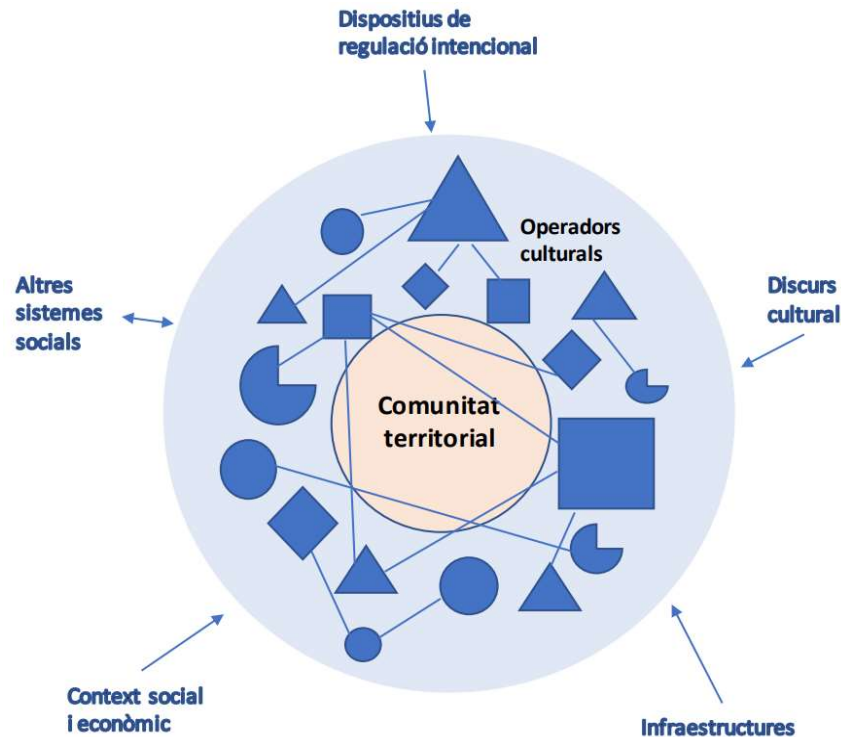 Dispositius de
regulació intencional
Operadors
culturals
Altres
sistemes
socials
Discurs
cultural
Comunitat
territorial
Context social
i econòmic
Infraestructures